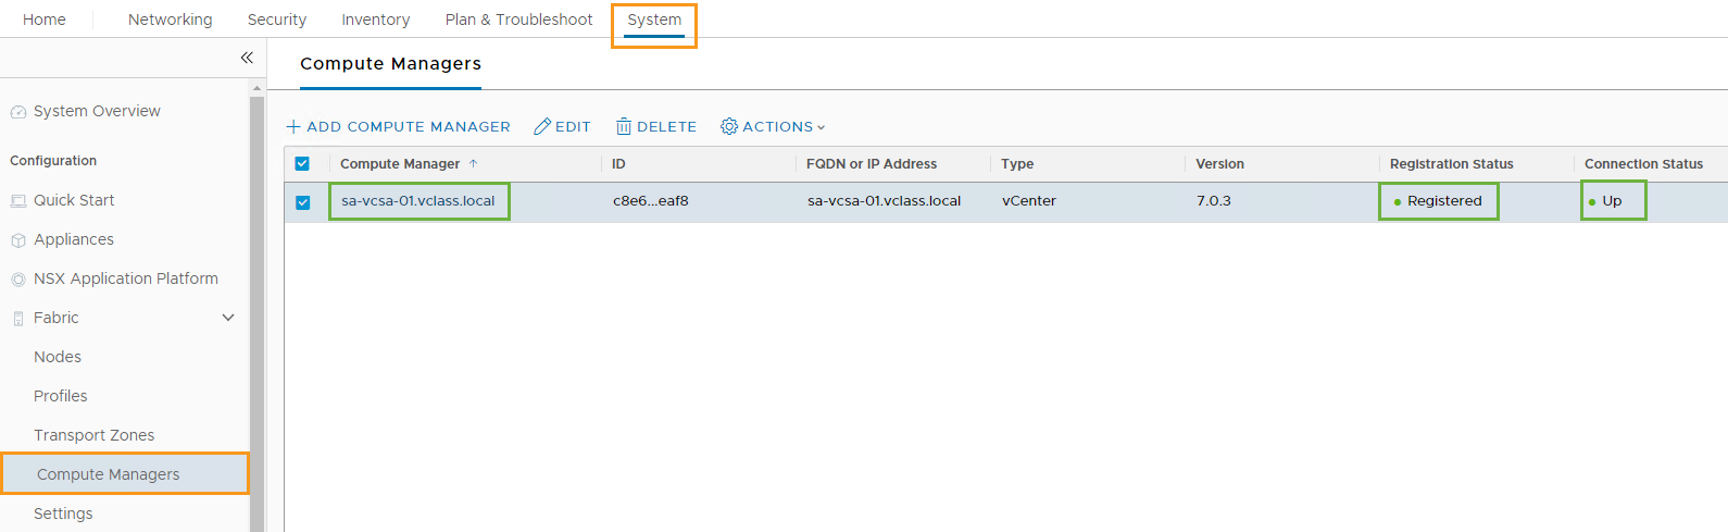 Home Networking Security Inventory Plan & Troubleshoot System
Compute Managers
System Overview
Configuration
Quick Start
Appliances
NSX Application Platform
Fabric
Nodes
Profiles
Transport Zones
Compute Managers
Settings
ADD COMPUTE MANAGER EDIT DELETE ACTIONS
Compute Manager ID FQDN or IP Address Type Version Registration Status Connection Status
sa-vcsa-01.vclass.local c8e6...eaf8 sa-vcsa-01.vclass.local vCenter 7.0.3 Registered Up